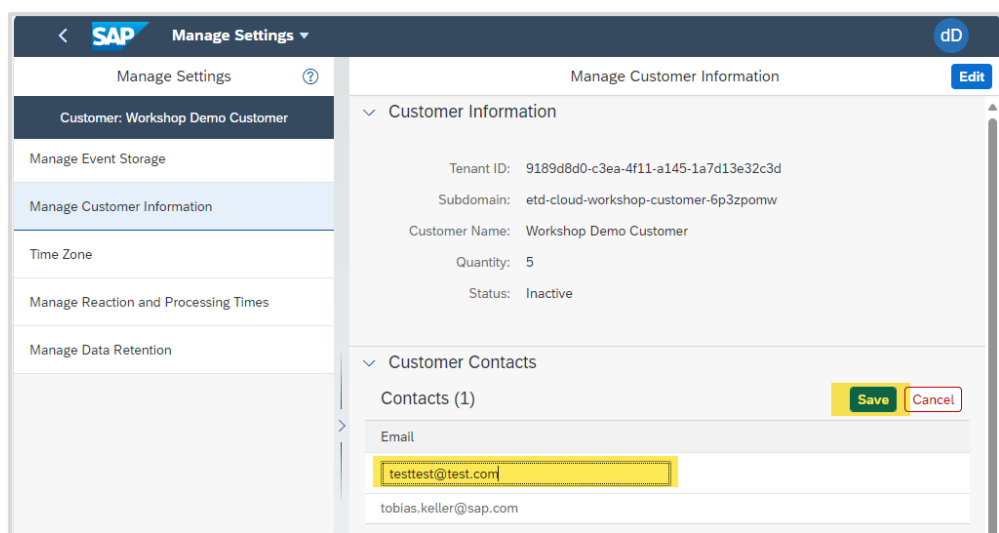 SAP Manage Settings dD
Manage Settings ?
Customer: Workshop Demo Customer
Manage Event Storage
Manage Customer Information
Time Zone
Manage Reaction and Processing Times
Manage Data Retention
Manage Customer Information Edit
Customer Information
Tenant ID: 9189d8d0-c3ea-4f11-a145-1a7d13e32c3d
Subdomain: etd-cloud-workshop-customer-6p3zpomw
Customer Name: Workshop Demo Customer
Quantity: 5
Status: Inactive
Customer Contacts
Contacts (1) Save Cancel
Email
testtest@test.com
tobias.keller@sap.com